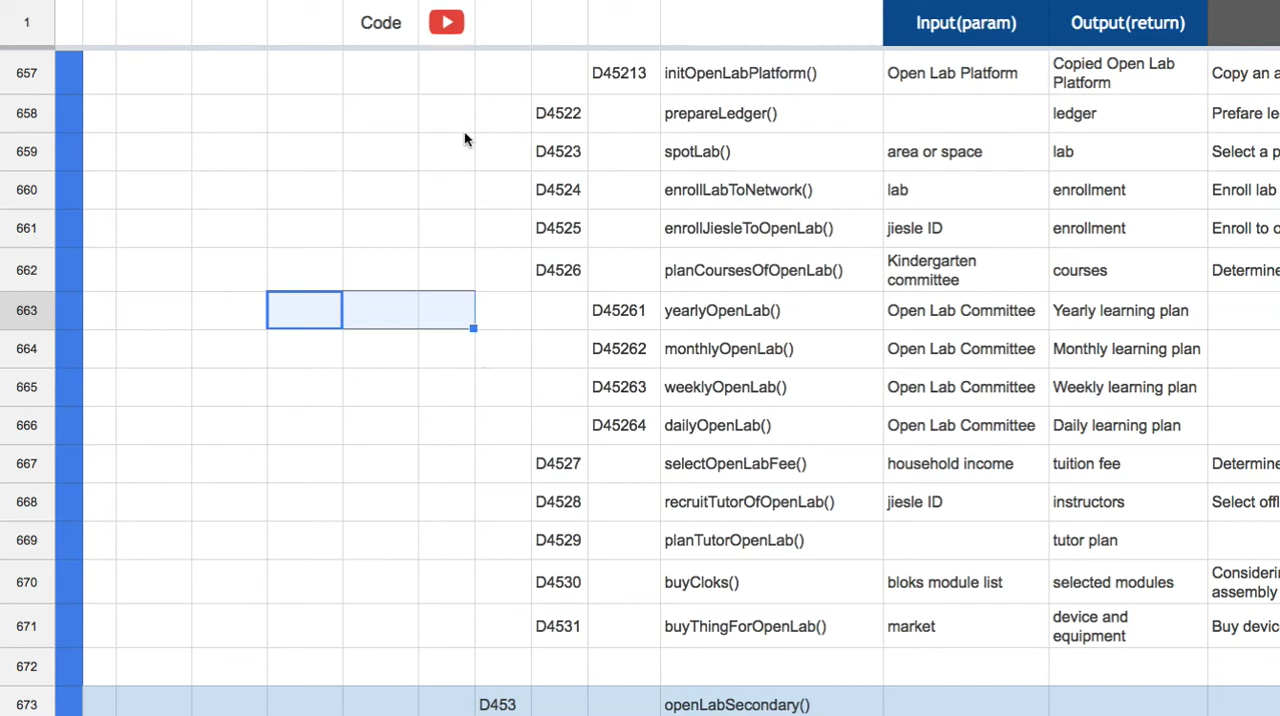 1 Code Input(param) Output(return)
657 D45213 initOpenLabPlatform() Open Lab Platform Copied Open Lab Platform Copy an a
658 D4522 prepareLedger() ledger Prefare le
659 D4523 spotLab() area or space lab Select a p
660 D4524 enrollLabToNetwork() lab enrollment Enroll lab
661 D4525 enrollJiesleToOpenLab() jiesle ID enrollment Enroll to o
662 D4526 planCoursesOfOpenLab() Kindergarten committee courses Determine
663 D45261 yearlyOpenLab() Open Lab Committee Yearly learning plan
664 D45262 monthlyOpenLab() Open Lab Committee Monthly learning plan
665 D45263 weeklyOpenLab() Open Lab Committee Weekly learning plan
666 D45264 dailyOpenLab() Open Lab Committee Daily learning plan
667 D4527 selectOpenLabFee() household income tuition fee Determine
668 D4528 recruitTutorOfOpenLab() jiesle ID instructors Select offl
669 D4529 planTutorOpenLab() tutor plan
670 D4530 buyCloks() bloks module list selected modules Considerin assembly
671 D4531 buyThingForOpenLab() market device and equipment Buy devic
672
673 D453 openLabSecondary()